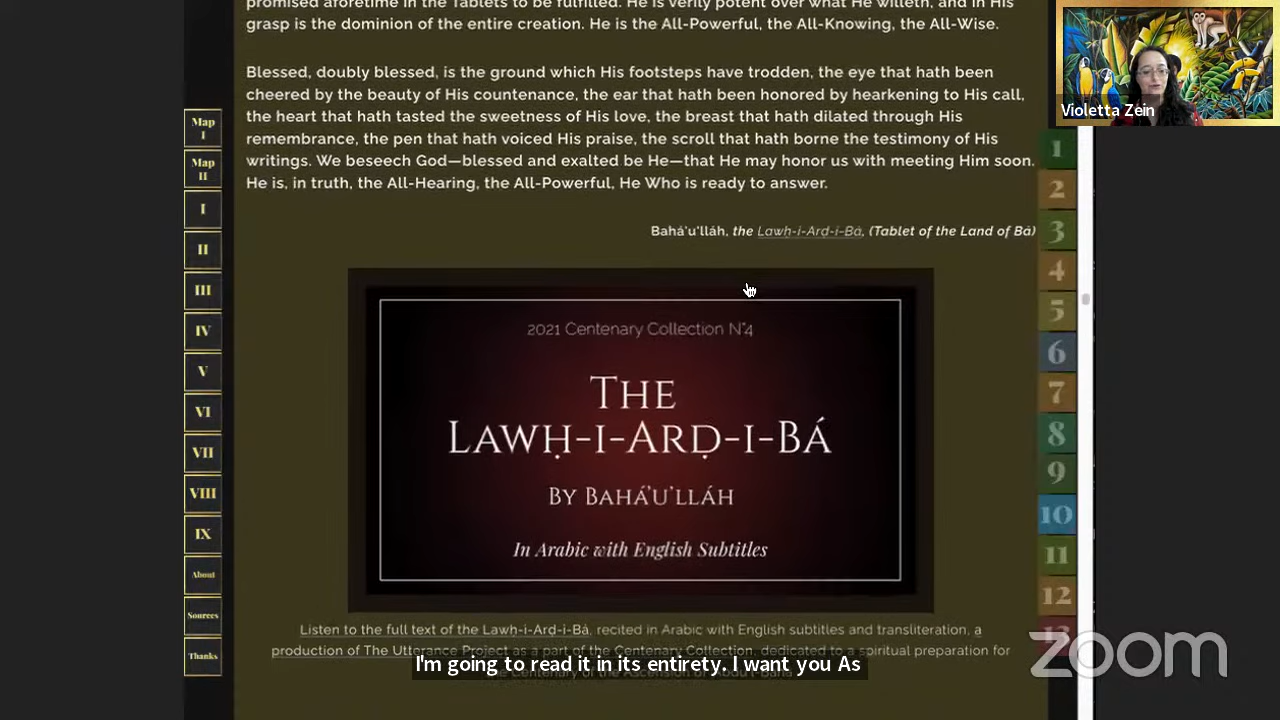 promised aforetime in the Tablets to be fulfilled. He is verily potent over what He willeth, and in His
grasp is the dominion of the entire creation. He is the All-Powerful, the All-Knowing, the All-Wise.
Blessed, doubly blessed, is the ground which His footsteps have trodden, the eye that hath been
cheered by the beauty of His countenance, the ear that hath been honored by hearkening to His call,
the heart that hath tasted the sweetness of His love, the breast that hath dilated through His
remembrance, the pen that hath voiced His praise, the scroll that hath borne the testimony of His
writings. We beseech God—blessed and exalted be He—that He may honor us with meeting Him soon.
He is, in truth, the All-Hearing, the All-Powerful, He Who is ready to answer.
Bahá'u'lláh, the Lawḥ-i-Arḍ-i-Bá, (Tablet of the Land of Bá)
2021 Centenary Collection N°4
The
Lawḥ-i-Arḍ-i-Bá
By Bahá'u'lláh
In Arabic with English Subtitles
Listen to the full text of the Lawḥ-i-Arḍ-i-Bá, recited in Arabic with English subtitles and transliteration, a
production of The Utterance Project as a part of the Centenary Collection, dedicated to a spiritual preparation for
the Centenary of the Ascension of 'Abdu'l-Bahá
I'm going to read it in its entirety. I want you As
Map
I
Map
II
I
II
III
IV
V
VI
VII
VIII
IX
About
Sources
Thanks
Violetta Zein
1
2
3
4
5
6
7
8
9
10
11
12
13
zoom